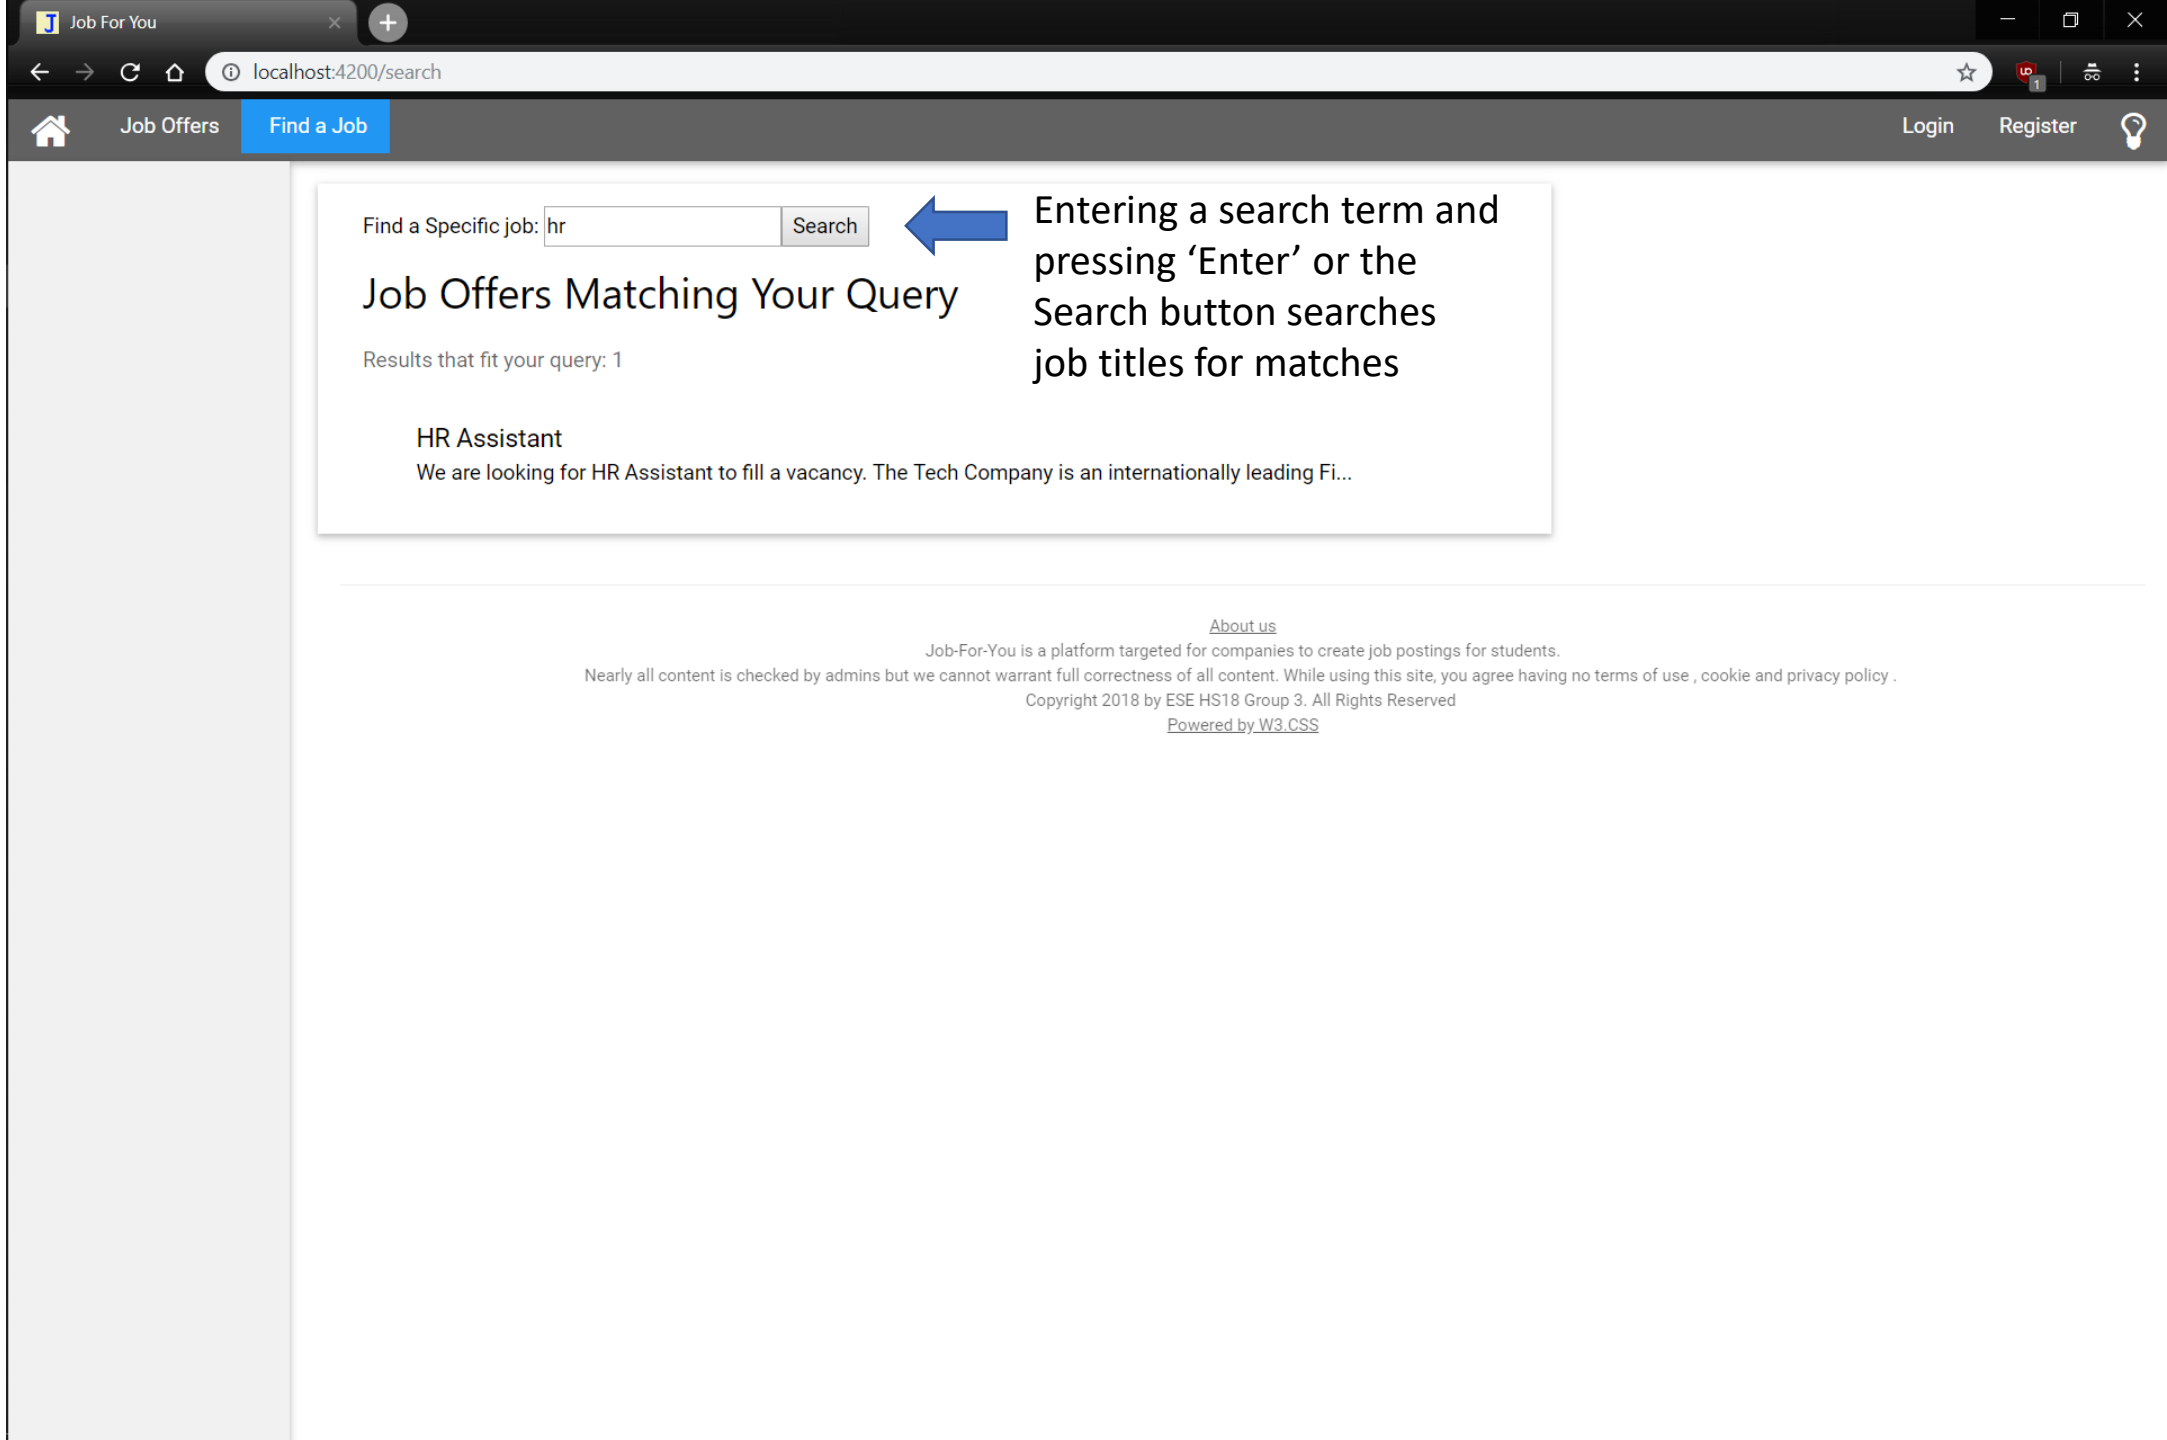 Job For You
localhost:4200/search
1
Job Offers
Find a Job
Login
Register
Find a Specific job: hr Search
Entering a search term and
pressing ‘Enter’ or the
Search button searches
job titles for matches
Job Offers Matching Your Query
Results that fit your query: 1
HR Assistant
We are looking for HR Assistant to fill a vacancy. The Tech Company is an internationally leading Fi...
About us
Job-For-You is a platform targeted for companies to create job postings for students.
Nearly all content is checked by admins but we cannot warrant full correctness of all content. While using this site, you agree having no terms of use , cookie and privacy policy .
Copyright 2018 by ESE HS18 Group 3. All Rights Reserved
Powered by W3.CSS